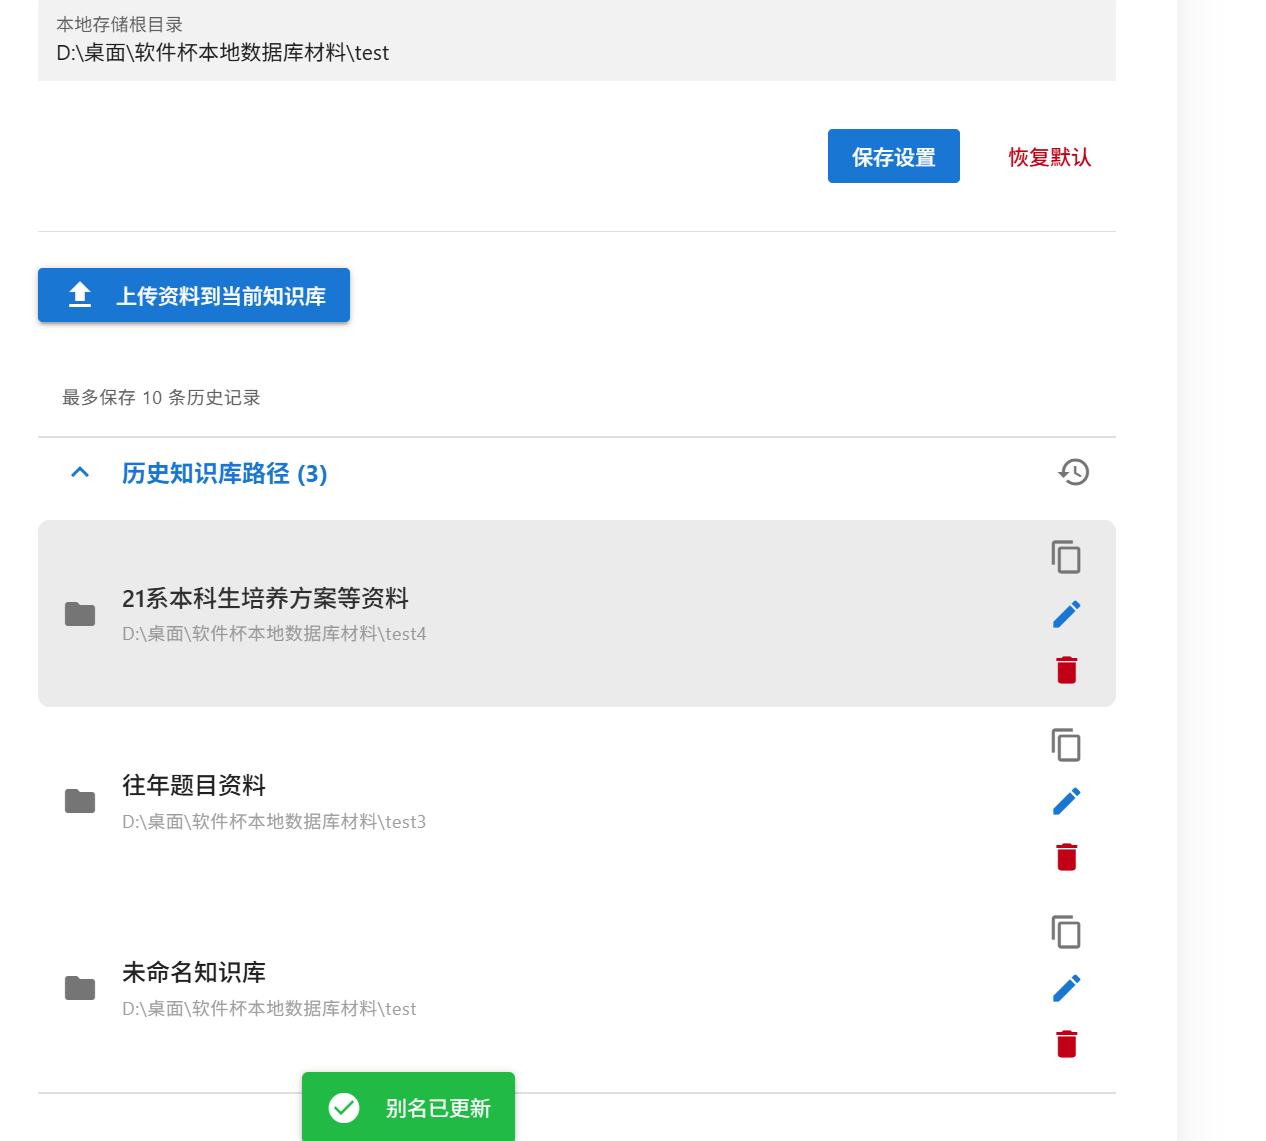 本地存储根目录
D:\桌面\软件杯本地数据库材料\test
保存设置
恢复默认
上传资料到当前知识库
最多保存 10 条历史记录
历史知识库路径 (3)
21系本科生培养方案等资料
D:\桌面\软件杯本地数据库材料\test4
往年题目资料
D:\桌面\软件杯本地数据库材料\test3
未命名知识库
D:\桌面\软件杯本地数据库材料\test
别名已更新